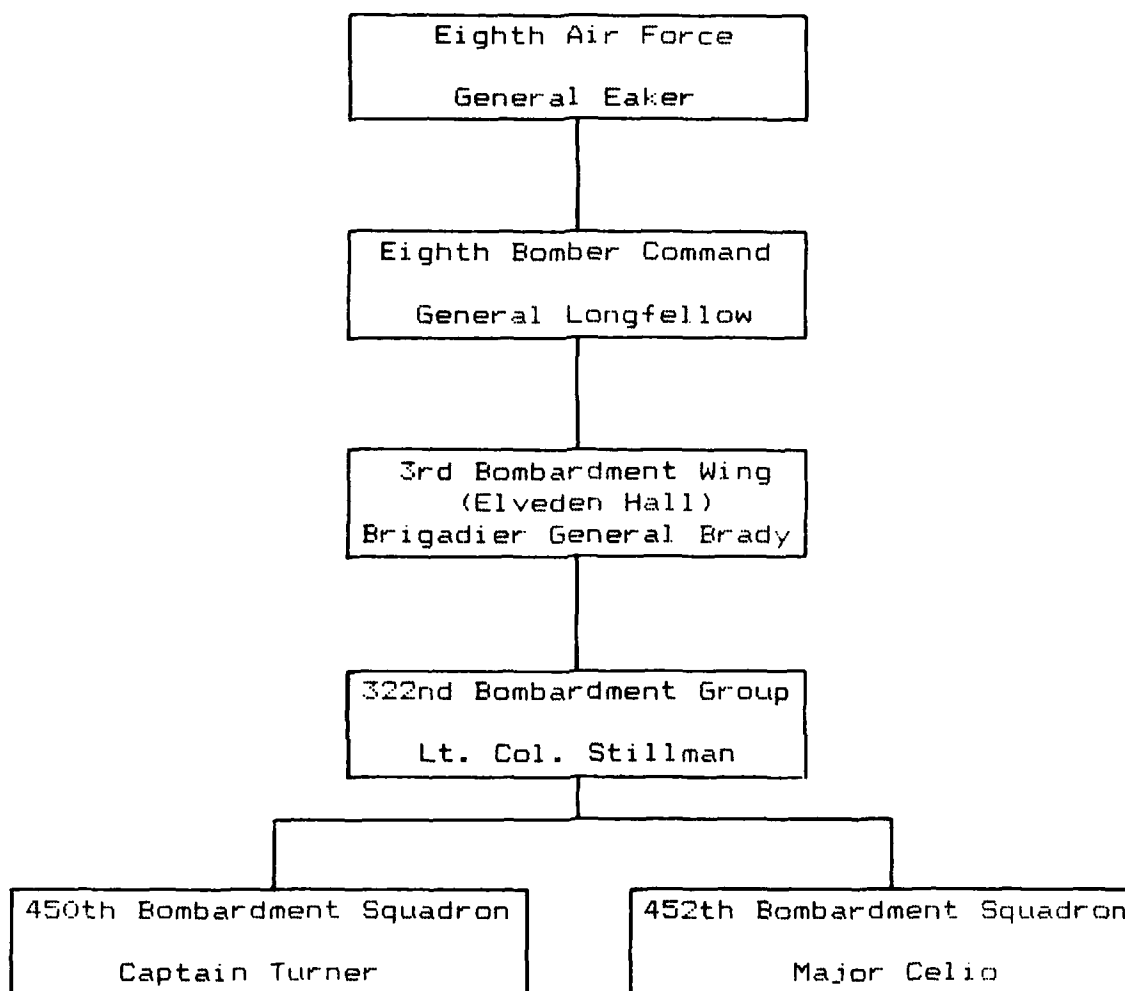 Eighth Air Force
General Eaker
Eighth Bomber Command
General Longfellow
3rd Bombardment Wing
(Elveden Hall)
Brigadier General Brady
322nd Bombardment Group
Lt. Col. Stillman
450th Bombardment Squadron
Captain Turner
452th Bombardment Squadron
Major Celio